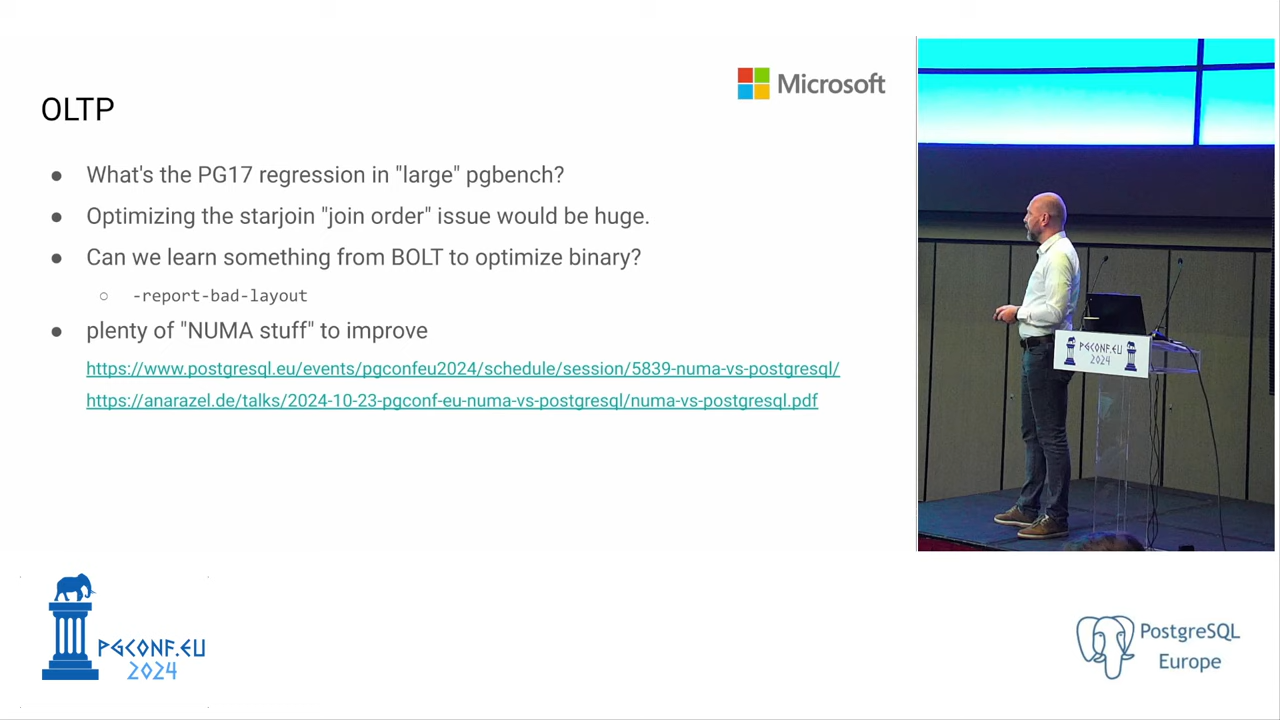 Microsoft
OLTP
● What's the PG17 regression in "large" pgbench?
● Optimizing the starjoin "join order" issue would be huge.
● Can we learn something from BOLT to optimize binary?
○ -report-bad-layout
● plenty of "NUMA stuff" to improve
https://www.postgresql.eu/events/pgconfeu2024/schedule/session/5839-numa-vs-postgresql/
https://anarazel.de/talks/2024-10-23-pgconf-eu-numa-vs-postgresql/numa-vs-postgresql.pdf
PGCONF.EU
2024
PGCONF.EU
2024
PostgreSQL
Europe